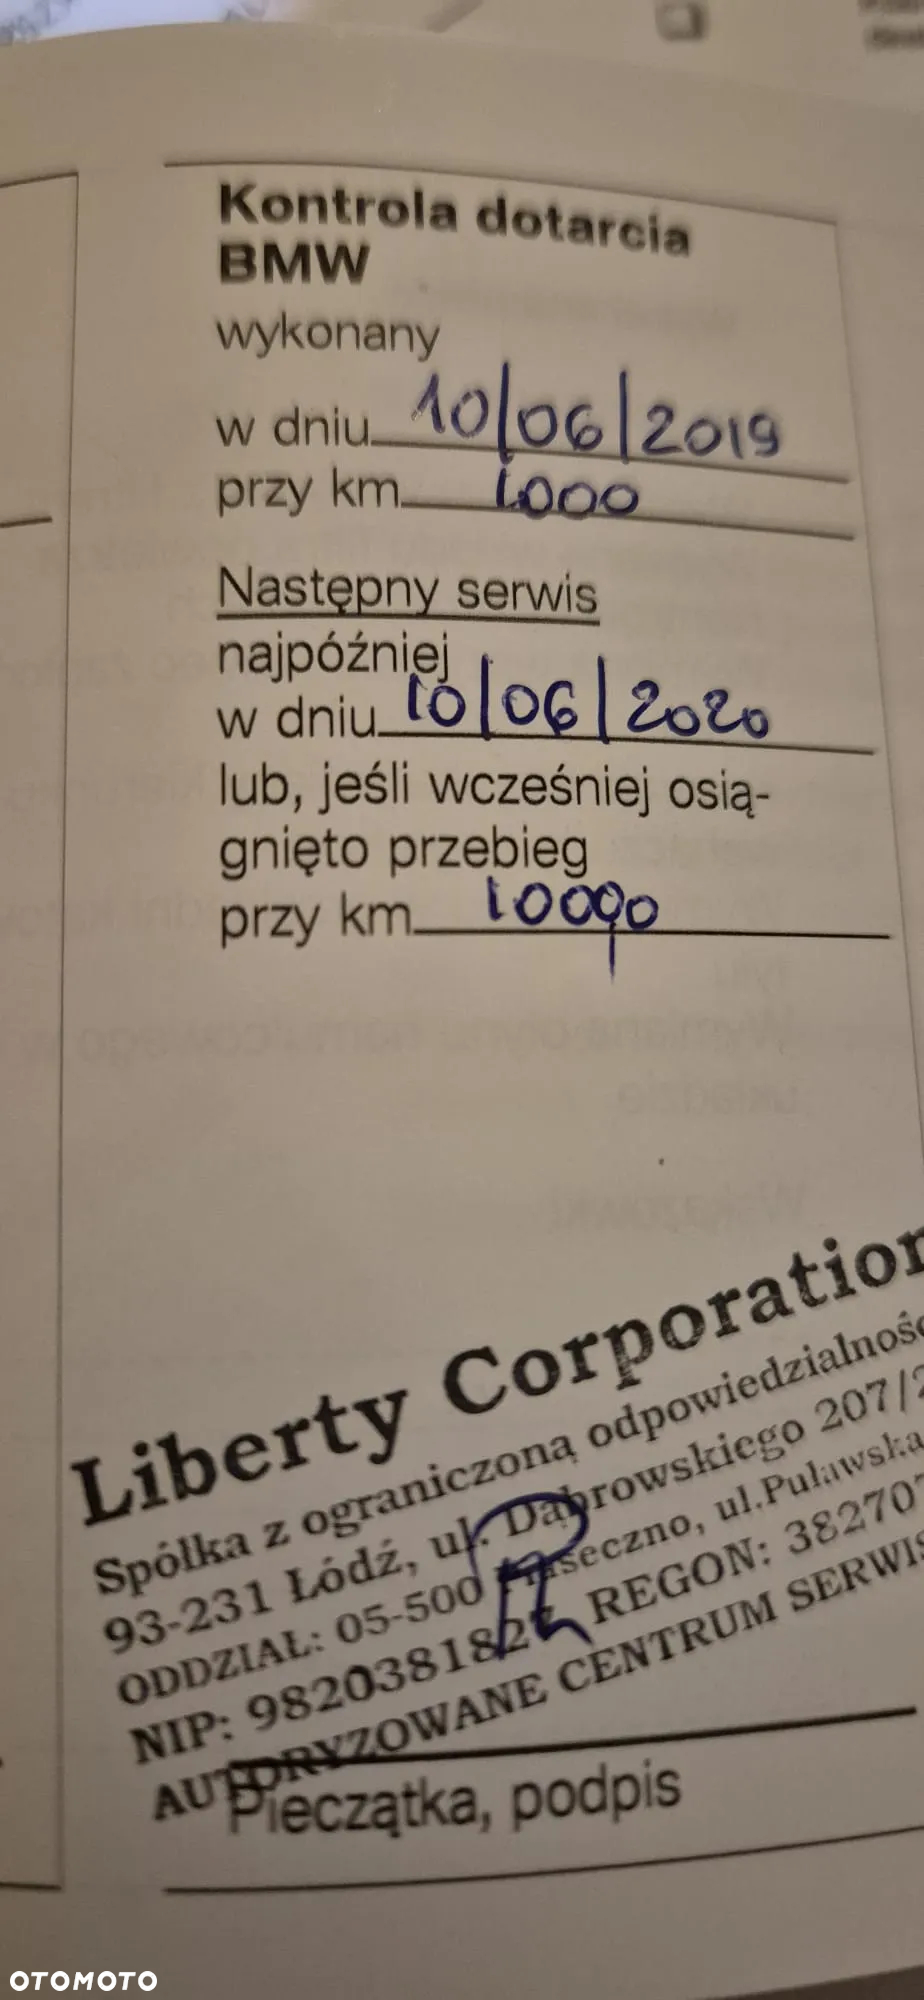 Kontrola dotarcia
BMW
wykonany
w dniu 10/06/2019
przy km 1000
Następny serwis
najpóźniej
w dniu 10/06/2020
lub, jeśli wcześniej osią-
gnięto przebieg
przy km 10000
Liberty Corporation
Spółka z ograniczoną odpowiedzialnośc
93-231 Łódź, ul. Dąbrowskiego 207/2
ODDZIAŁ: 05-500 Piaseczno, ul.Puławska
NIP: 9820381827 REGON: 38270
AUTORYZOWANE CENTRUM SERWIS
Pieczątka, podpis
OTOMOTO